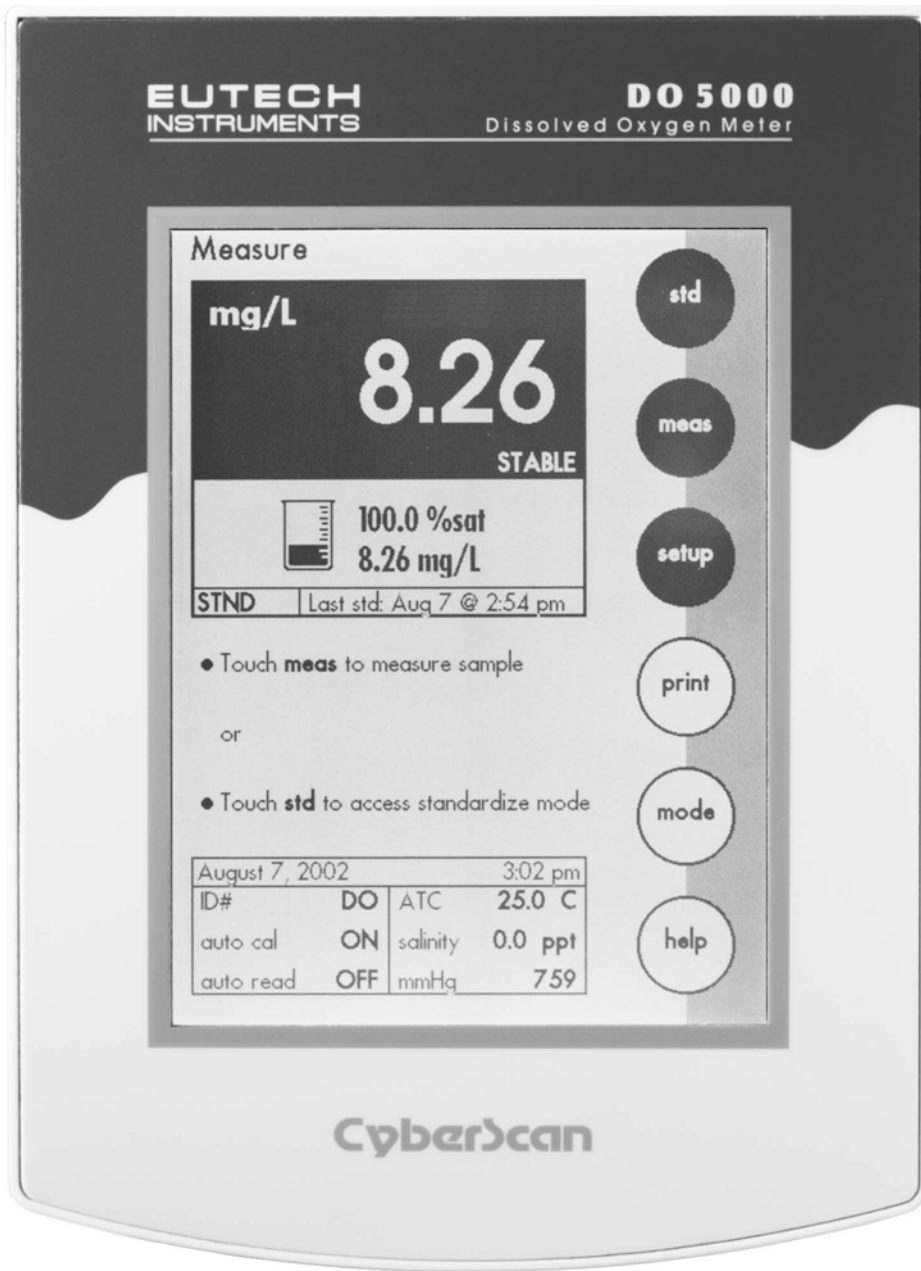 EUTECH
INSTRUMENTS
DO 5000
Dissolved Oxygen Meter
Measure
mg/L
8.26
STABLE
100.0 %sat
8.26 mg/L
STND Last std: Aug 7 @ 2:54 pm
• Touch meas to measure sample
or
• Touch std to access standardize mode
August 7, 2002 3:02 pm
ID# DO ATC 25.0 C
auto cal ON salinity 0.0 ppt
auto read OFF mmHg 759
std
meas
setup
print
mode
help
CyberScan